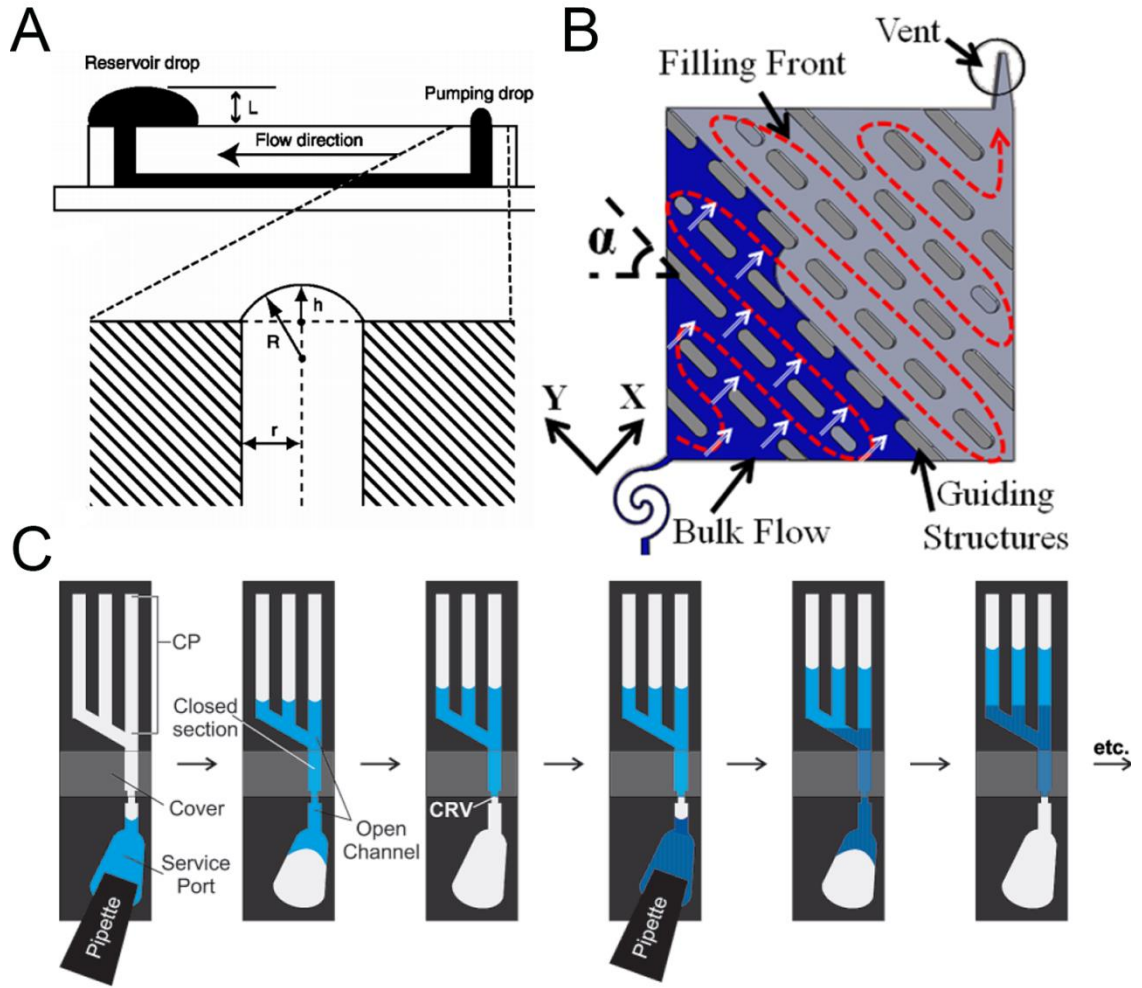 A
Reservoir drop
L
Pumping drop
Flow direction
h
R
r
B
Vent
Filling Front
α
Y
X
Bulk Flow
Guiding
Structures
C
CP
Closed
section
Cover
Service
Port
Pipette
Open
Channel
CRV
Pipette
etc.